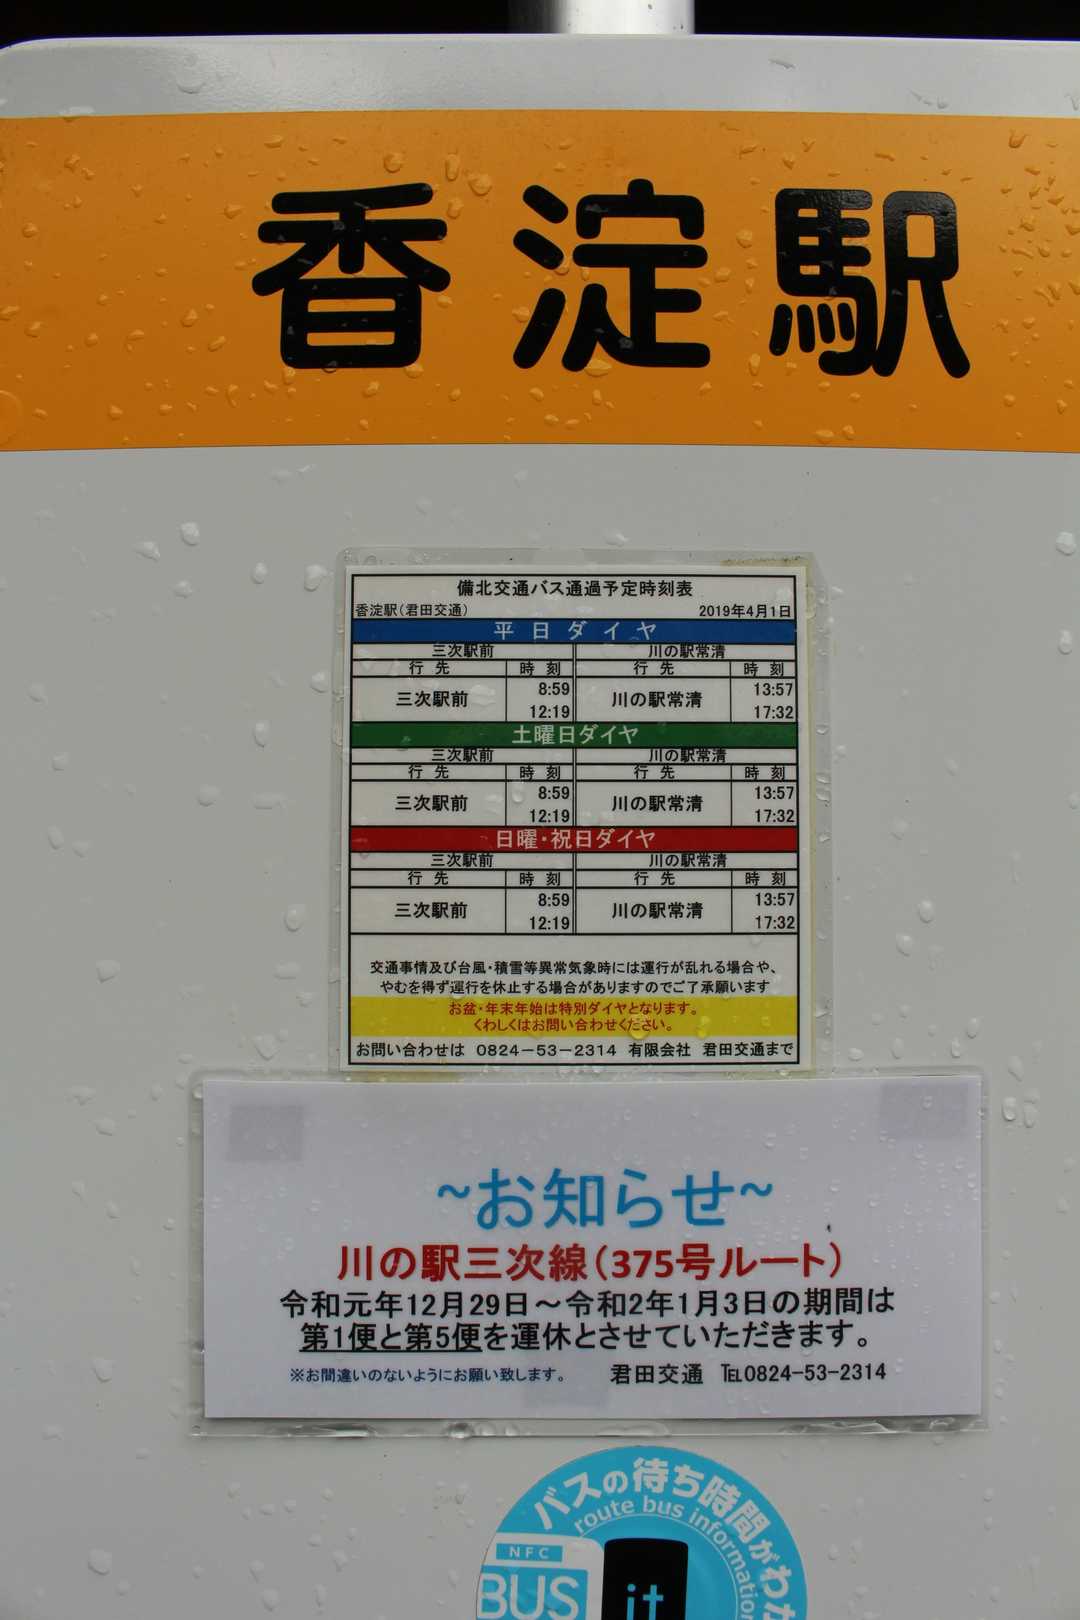 香淀駅
備北交通バス通過予定時刻表
香淀駅(君田交通) 2019年4月1日
平日ダイヤ
三次駅前 川の駅常清
行先 時刻 行先 時刻
三次駅前 8:59 川の駅常清 13:57
12:19 17:32
土曜日ダイヤ
三次駅前 川の駅常清
行先 時刻 行先 時刻
三次駅前 8:59 川の駅常清 13:57
12:19 17:32
日曜・祝日ダイヤ
三次駅前 川の駅常清
行先 時刻 行先 時刻
三次駅前 8:59 川の駅常清 13:57
12:19 17:32
交通事情及び台風・積雪等異常気象時には運行が乱れる場合や、
やむを得ず運行を休止する場合がありますのでご了承願います
お盆・年末年始は特別ダイヤとなります。
くわしくはお問い合わせください。
お問い合わせは 0824-53-2314 有限会社 君田交通まで
~お知らせ~
川の駅三次線(375号ルート)
令和元年12月29日~令和2年1月3日の期間は
第1便と第5便を運休とさせていただきます。
※お間違いのないようにお願い致します。 君田交通 ℡0824-53-2314
バスの待ち時間がわか
route bus information
NFC
BUS it